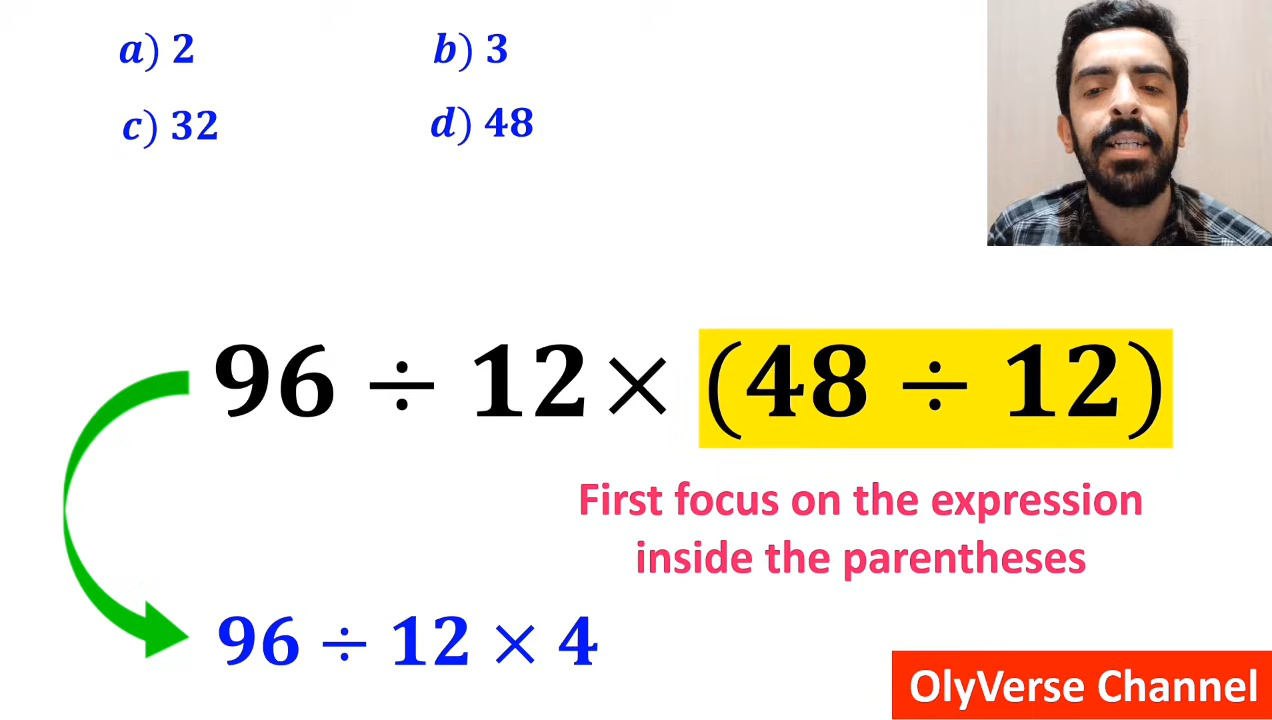 a) 2 b) 3
c) 32 d) 48
96 ÷ 12 × (48 ÷ 12)
First focus on the expression
inside the parentheses
96 ÷ 12 × 4
OlyVerse Channel